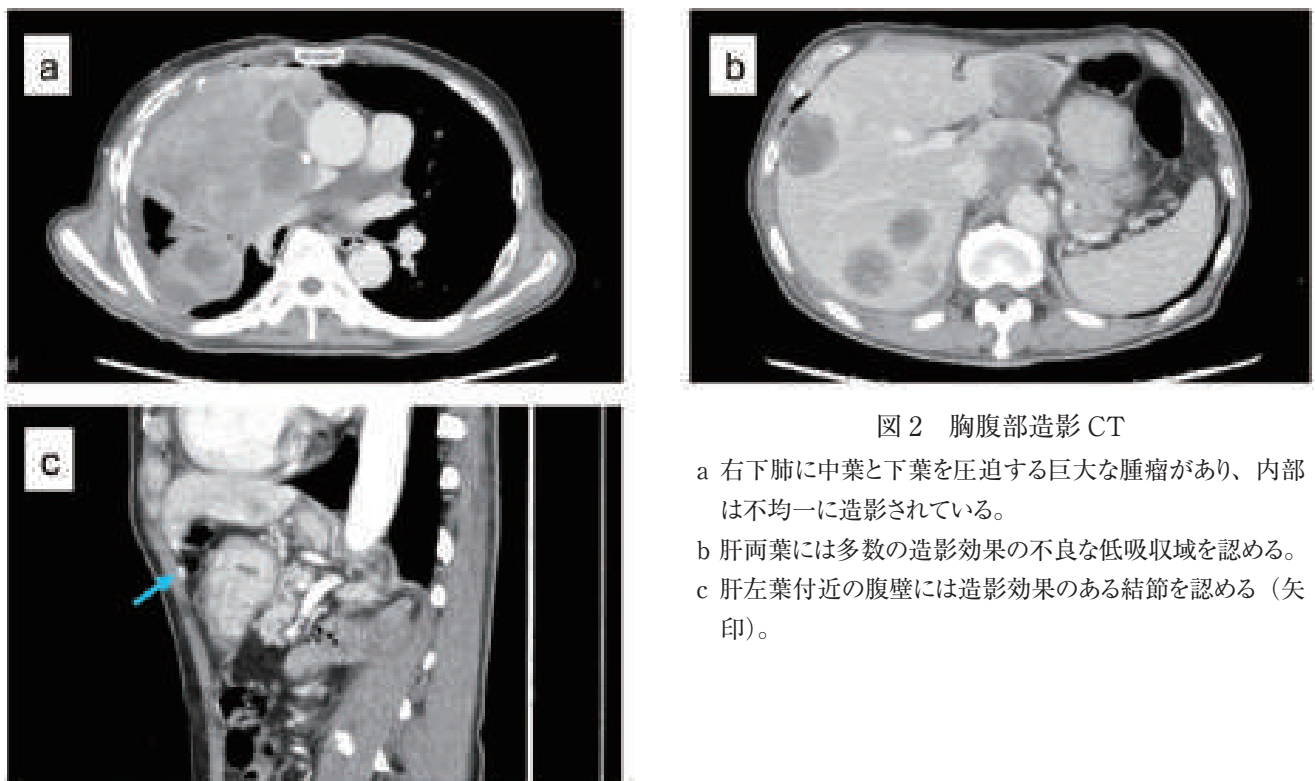 a
b
c
図 2 胸腹部造影 CT
a 右下肺に中葉と下葉を圧迫する巨大な腫瘤があり、内部
は不均一に造影されている。
b 肝両葉には多数の造影効果の不良な低吸収域を認める。
c 肝左葉付近の腹壁には造影効果のある結節を認める（矢
印）。